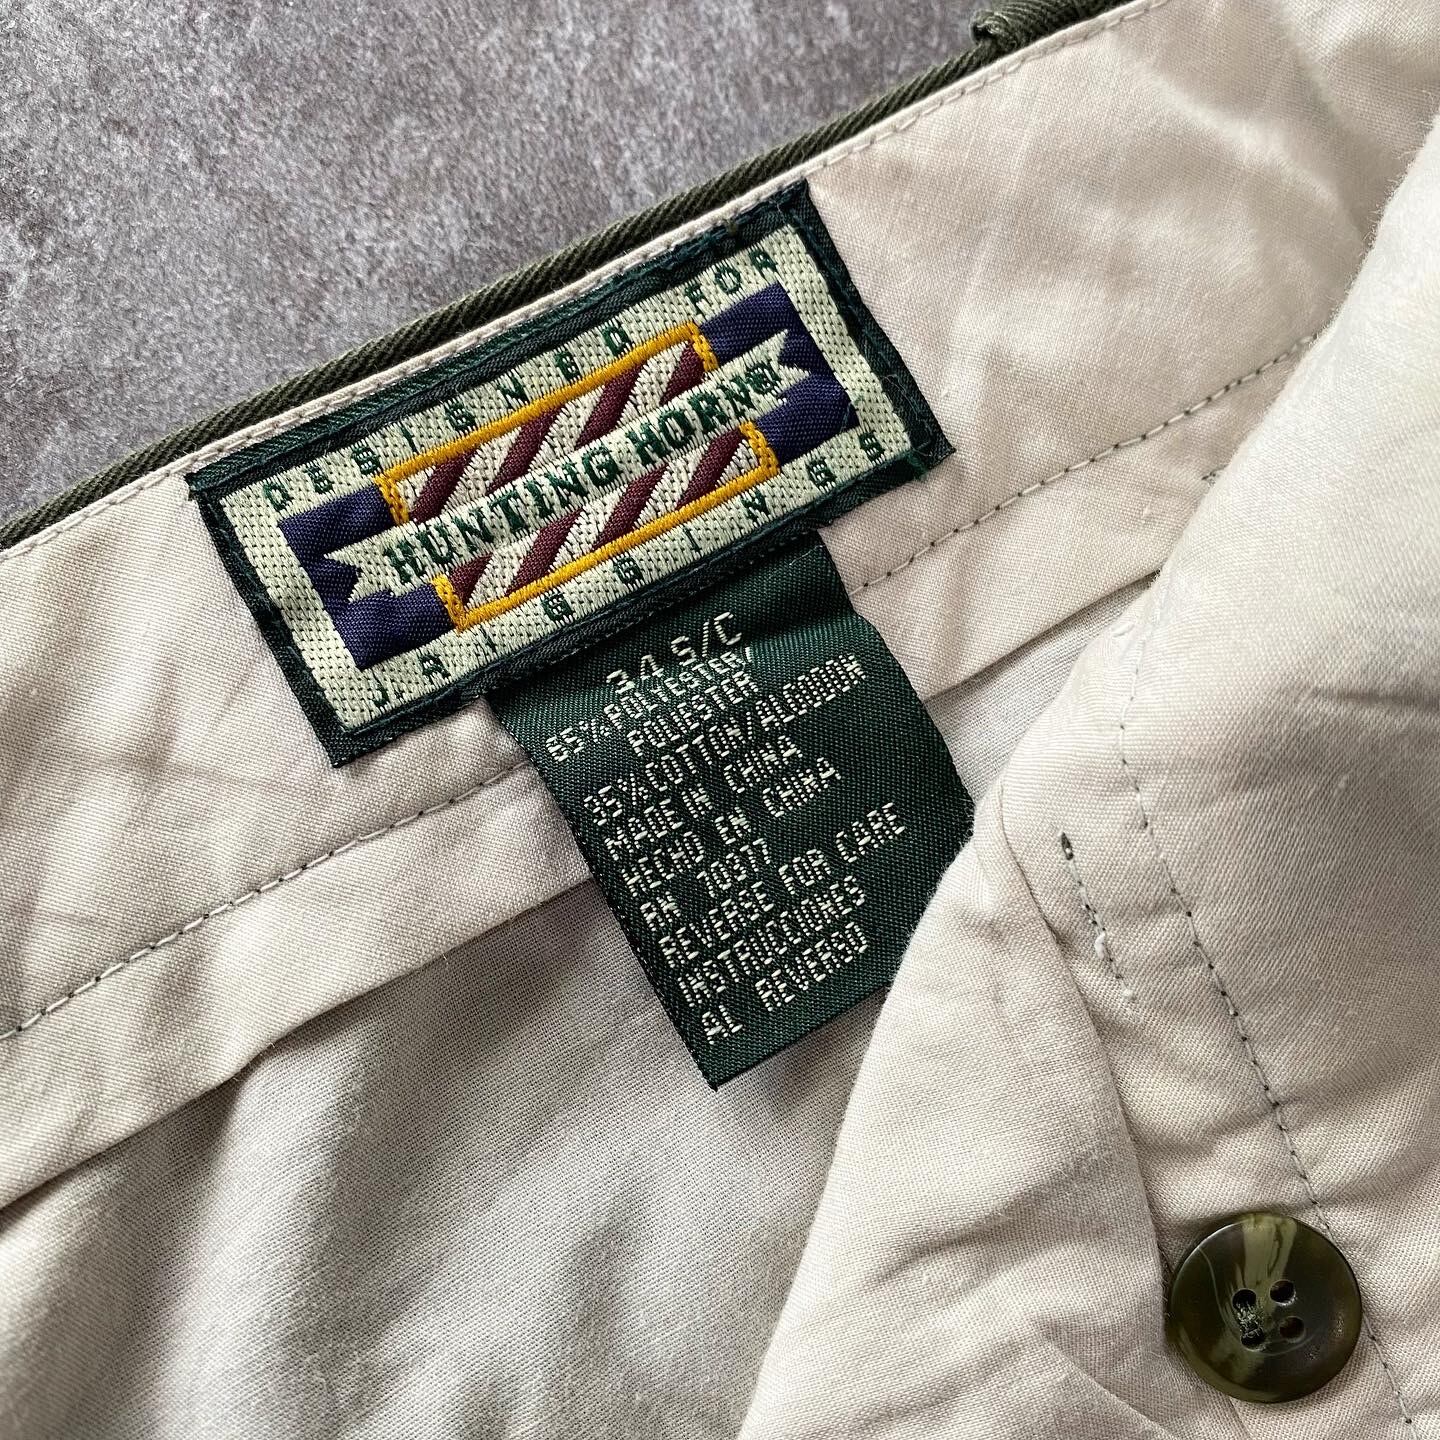 DESIGNED FOR
HUNTING HORN
J. RIGGINGS
34 S/C
65% POLYESTER/
POLIESTER
35% COTTON/ALGODON
MADE IN CHINA
HECHO EN CHINA
RN 70977
REVERSE FOR CARE
INSTRUCCIONES
AL REVERSO